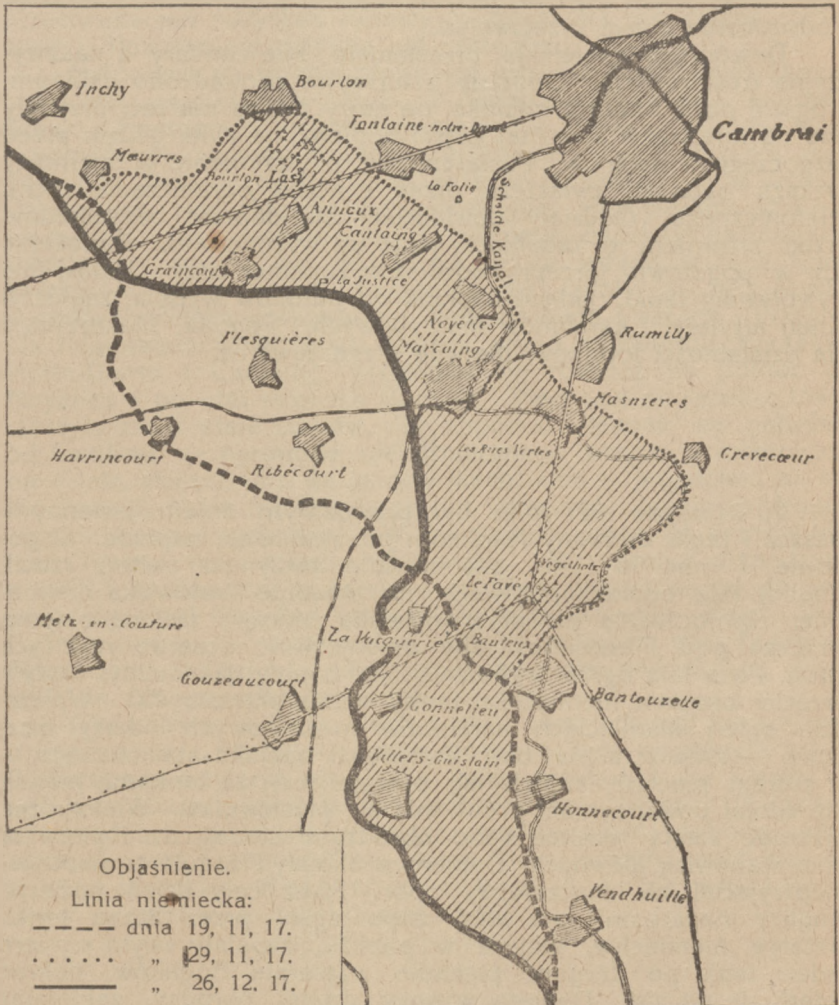 Inchy
Bourlon
Fontaine-notre-Dame
Cambrai
Mœuvres
Bourlon Las
la Folie
Schelde Kanal
Anneux
Cantaing
Graincourt
La Justice
Noyelles
Flesquières
Rumilly
Marcoing
Masnieres
Havrincourt
Ribécourt
Les Rues Vertes
Crevecœur
Le Pavé
Metz-en-Couture
La Vacquerie
Banteux
Gouzeaucourt
Bantouzelle
Gonnelieu
Villers-Guislain
Honnecourt
Vendhuille
Objaśnienie.
Linia niemiecka:
dnia 19, 11, 17.
„ 29, 11, 17.
„ 26, 12. 17.